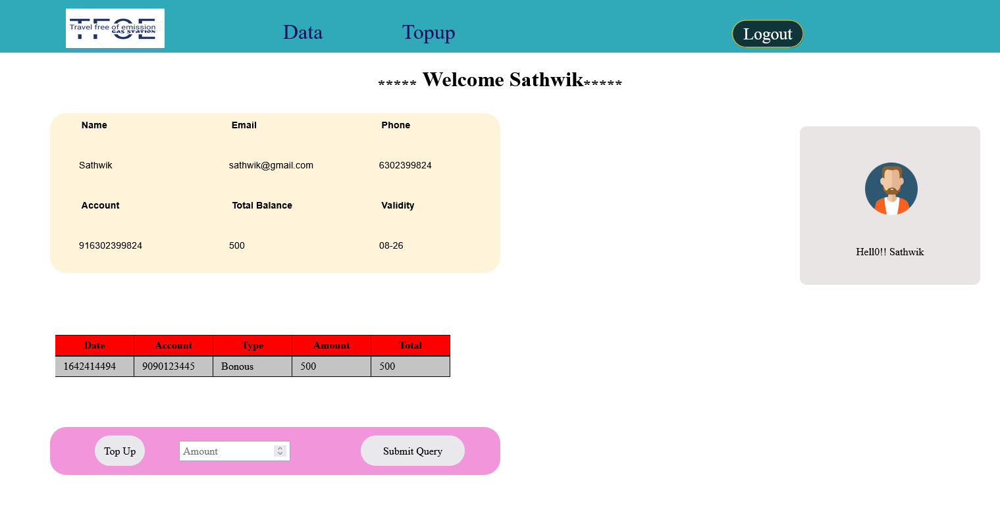 TFOE
Travel free of emission
GAS STATION
Data Topup Logout
***** Welcome Sathwik*****
Name Email Phone
Sathwik sathwik@gmail.com 6302399824
Account Total Balance Validity
916302399824 500 08-26
Hell0!! Sathwik
Date Account Type Amount Total
1642414494 9090123445 Bonous 500 500
Top Up Amount Submit Query